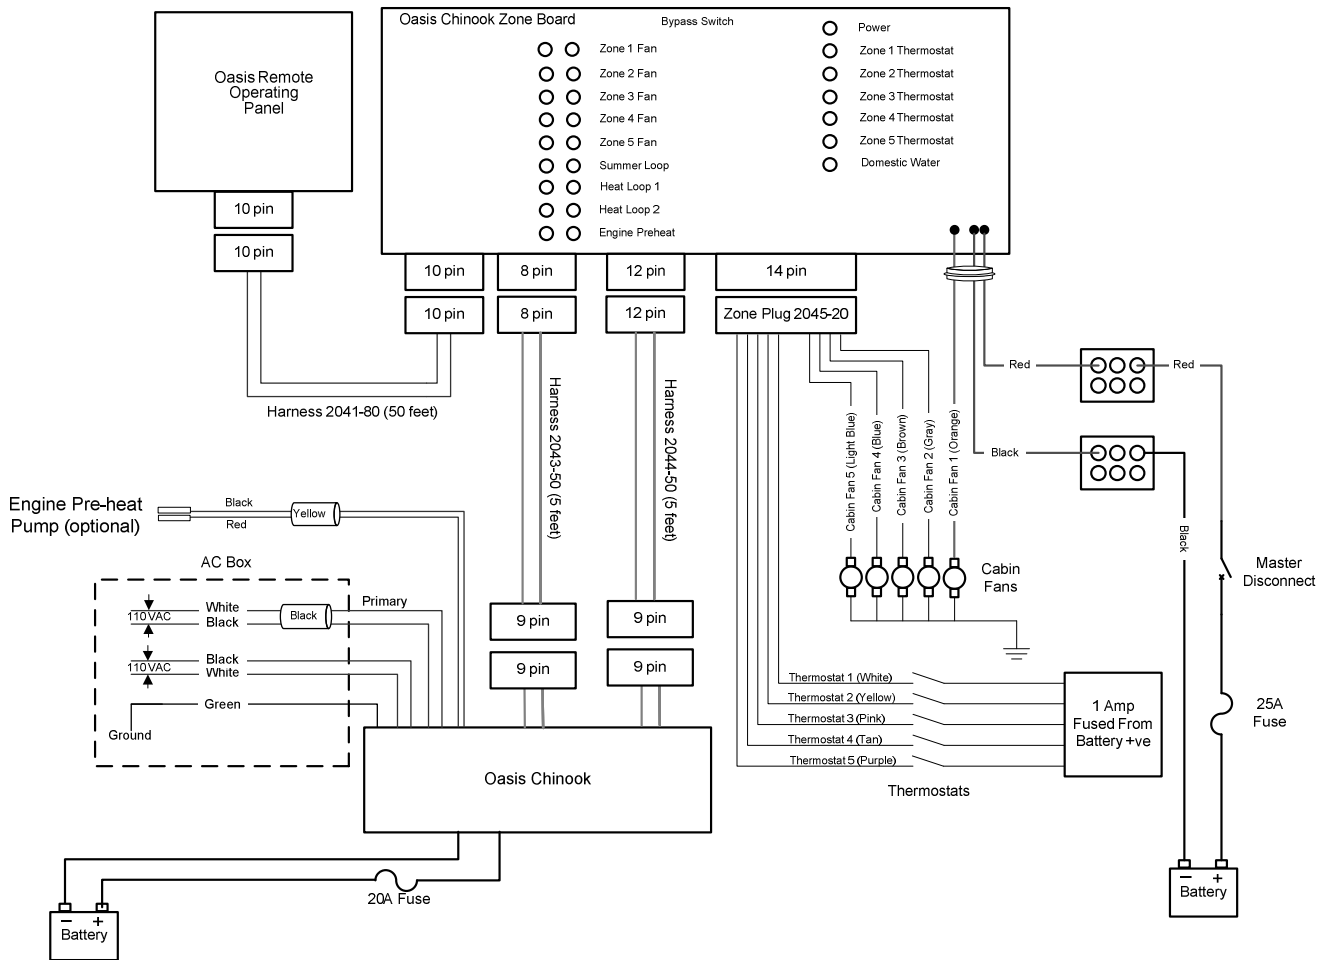 Oasis Remote
Operating
Panel
10 pin
10 pin
Oasis Chinook Zone Board
Bypass Switch
Zone 1 Fan
Zone 2 Fan
Zone 3 Fan
Zone 4 Fan
Zone 5 Fan
Summer Loop
Heat Loop 1
Heat Loop 2
Engine Preheat
Power
Zone 1 Thermostat
Zone 2 Thermostat
Zone 3 Thermostat
Zone 4 Thermostat
Zone 5 Thermostat
Domestic Water
10 pin
8 pin
12 pin
14 pin
10 pin
8 pin
12 pin
Zone Plug 2045-20
Harness 2041-80 (50 feet)
Harness 2043-50 (5 feet)
Harness 2044-50 (5 feet)
Cabin Fan 5 (Light Blue)
Cabin Fan 4 (Blue)
Cabin Fan 3 (Brown)
Cabin Fan 2 (Gray)
Cabin Fan 1 (Orange)
Red
Red
Black
Black
Engine Pre-heat
Pump (optional)
Black
Red
Yellow
AC Box
White
Black
110 VAC
Black
Primary
Black
White
110 VAC
Green
Ground
9 pin
9 pin
9 pin
9 pin
Cabin
Fans
Master
Disconnect
Thermostat 1 (White)
Thermostat 2 (Yellow)
Thermostat 3 (Pink)
Thermostat 4 (Tan)
Thermostat 5 (Purple)
Thermostats
1 Amp
Fused From
Battery +ve
25A
Fuse
Oasis Chinook
20A Fuse
− +
Battery
− +
Battery